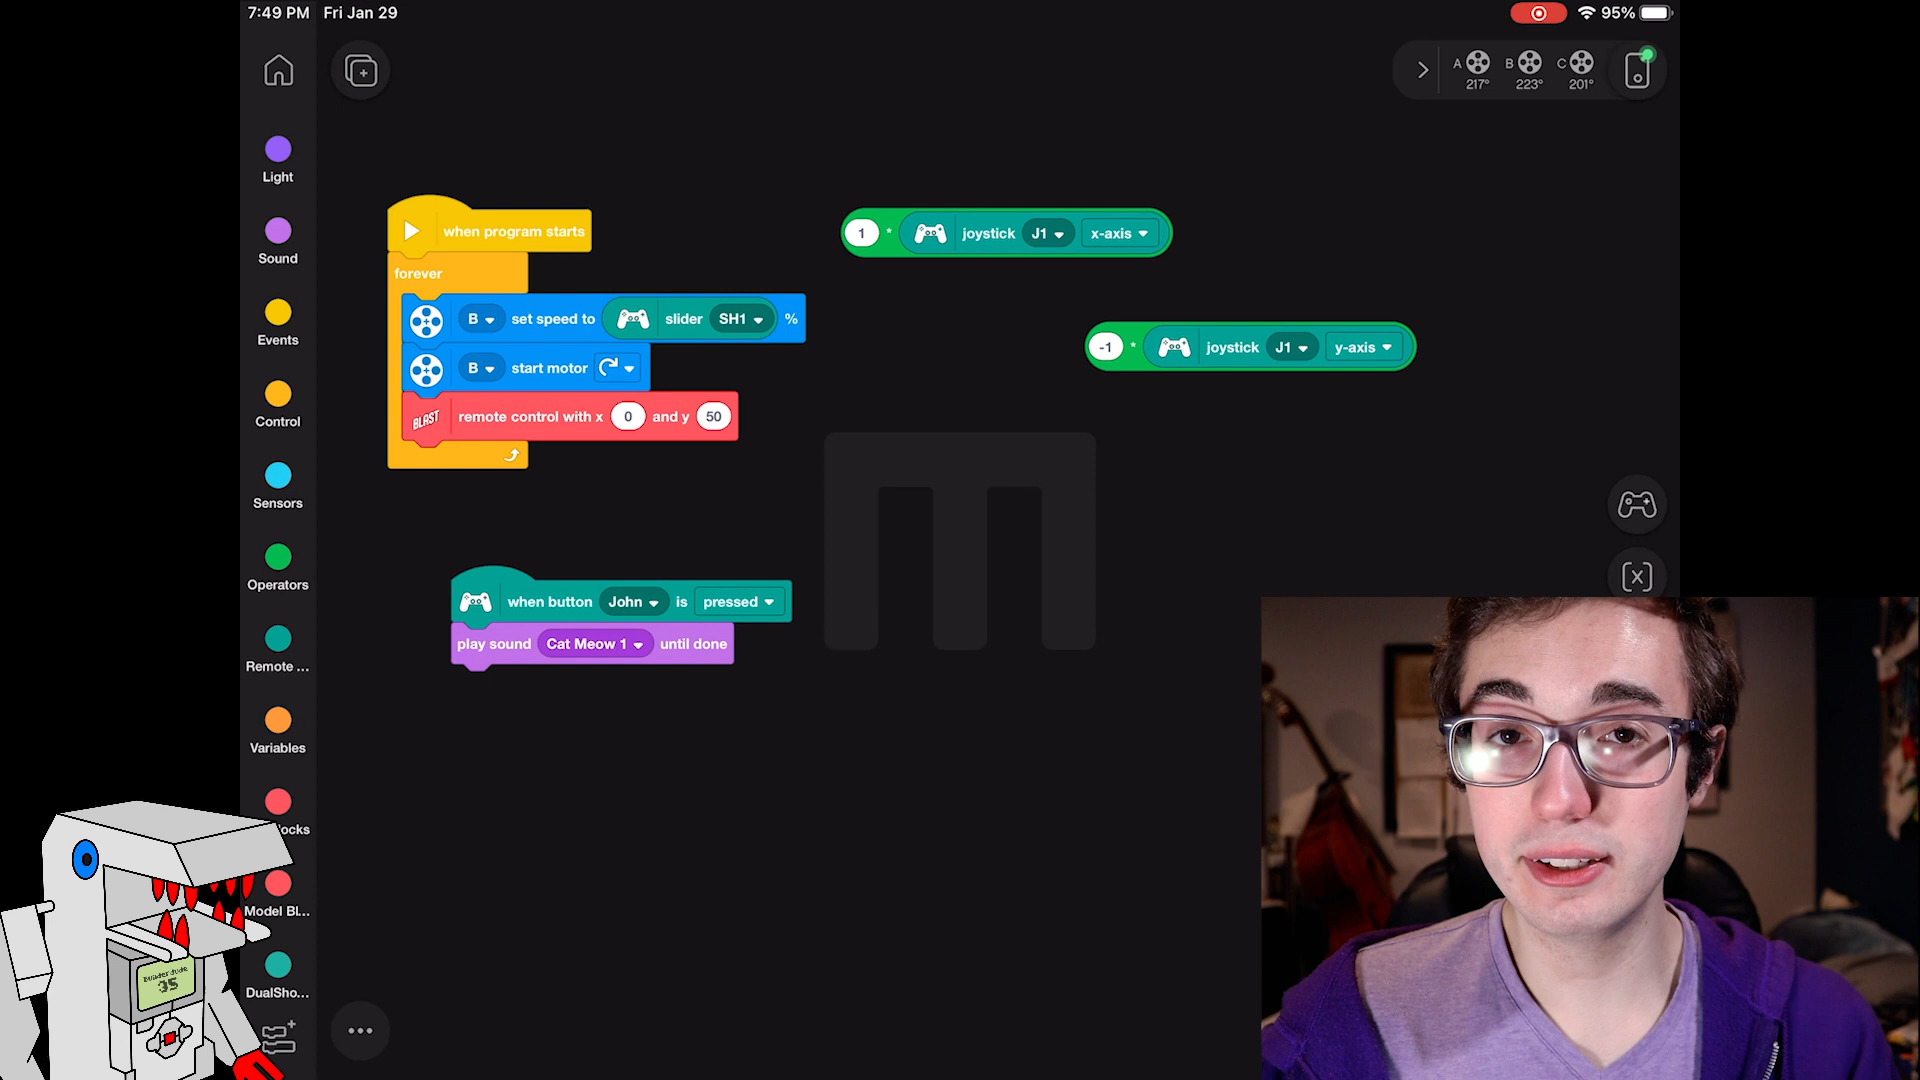 7:49 PM Fri Jan 29
95%
A B C
217° 223° 201°
Light
Sound
Events
Control
Sensors
Operators
Remote ...
Variables
ocks
Model Bl...
DualSho...
when program starts
forever
B set speed to slider SH1 %
B start motor
BLAST remote control with x 0 and y 50
1 * joystick J1 x-axis
-1 * joystick J1 y-axis
when button John is pressed
play sound Cat Meow 1 until done
[x]
Builderdude
35